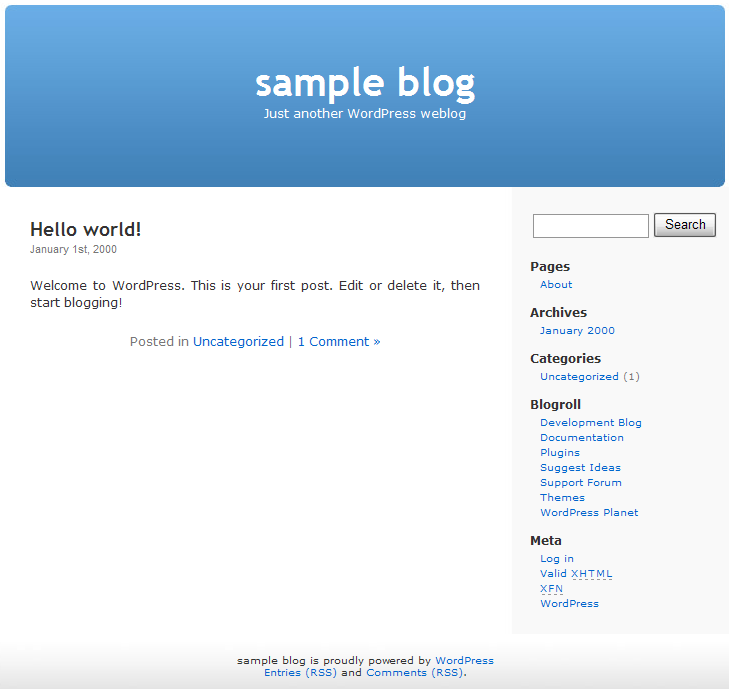 sample blog
Just another WordPress weblog
Hello world!
January 1st, 2000
Welcome to WordPress. This is your first post. Edit or delete it, then
start blogging!
Posted in Uncategorized | 1 Comment »
Search
Pages
About
Archives
January 2000
Categories
Uncategorized (1)
Blogroll
Development Blog
Documentation
Plugins
Suggest Ideas
Support Forum
Themes
WordPress Planet
Meta
Log in
Valid XHTML
XFN
WordPress
sample blog is proudly powered by WordPress
Entries (RSS) and Comments (RSS).